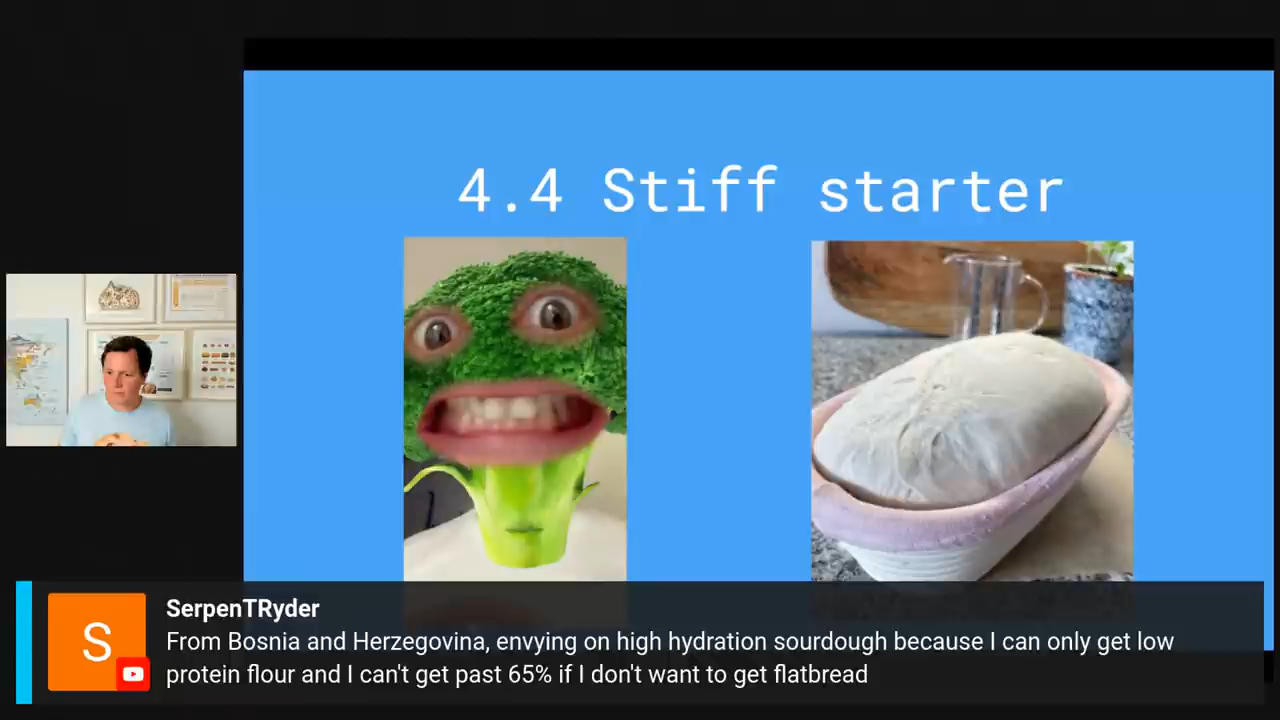 4.4 Stiff starter
S
SerpenTRyder
From Bosnia and Herzegovina, envying on high hydration sourdough because I can only get low
protein flour and I can't get past 65% if I don't want to get flatbread